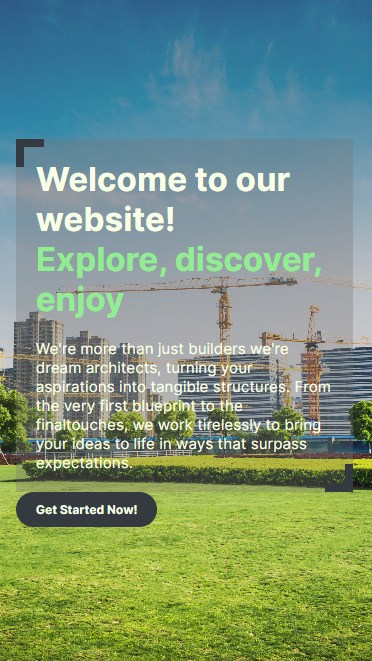 Welcome to our
website!
Explore, discover,
enjoy
We're more than just builders we're
dream architects, turning your
aspirations into tangible structures. From
the very first blueprint to the
finaltouches, we work tirelessly to bring
your ideas to life in ways that surpass
expectations.
Get Started Now!